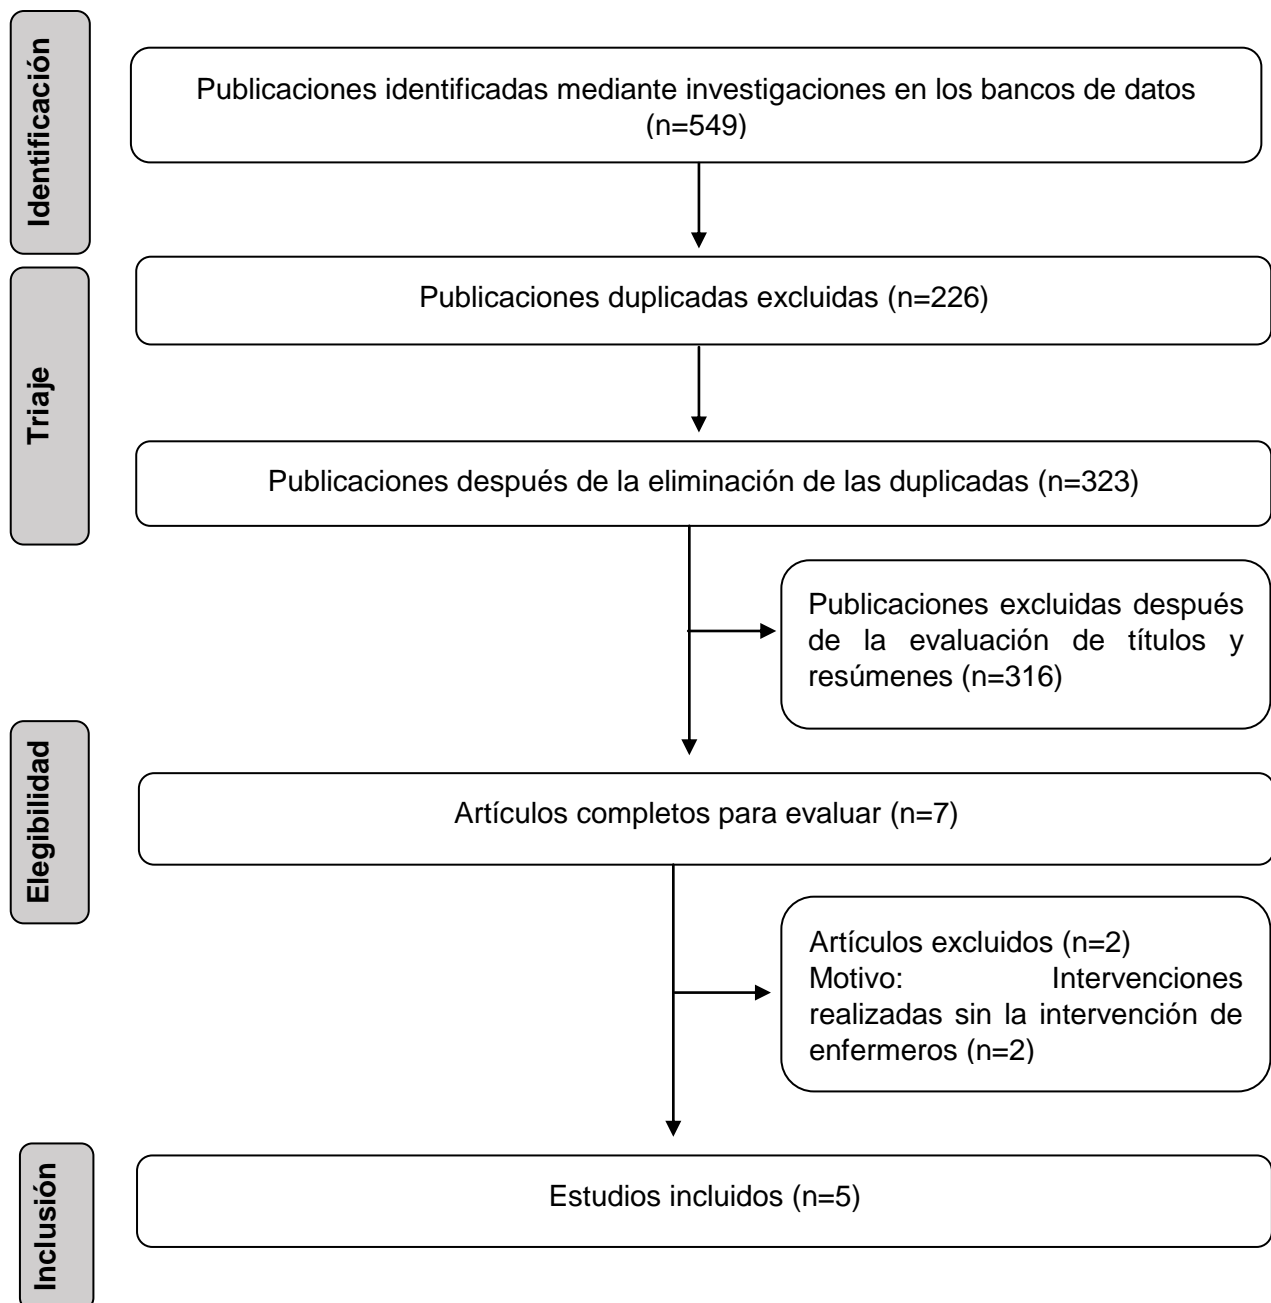 Identificación
Publicaciones identificadas mediante investigaciones en los bancos de datos
(n=549)
Triaje
Publicaciones duplicadas excluidas (n=226)
Publicaciones después de la eliminación de las duplicadas (n=323)
Publicaciones excluidas después
de la evaluación de títulos y
resúmenes (n=316)
Elegibilidad
Artículos completos para evaluar (n=7)
Artículos excluidos (n=2)
Motivo: Intervenciones
realizadas sin la intervención de
enfermeros (n=2)
Inclusión
Estudios incluidos (n=5)